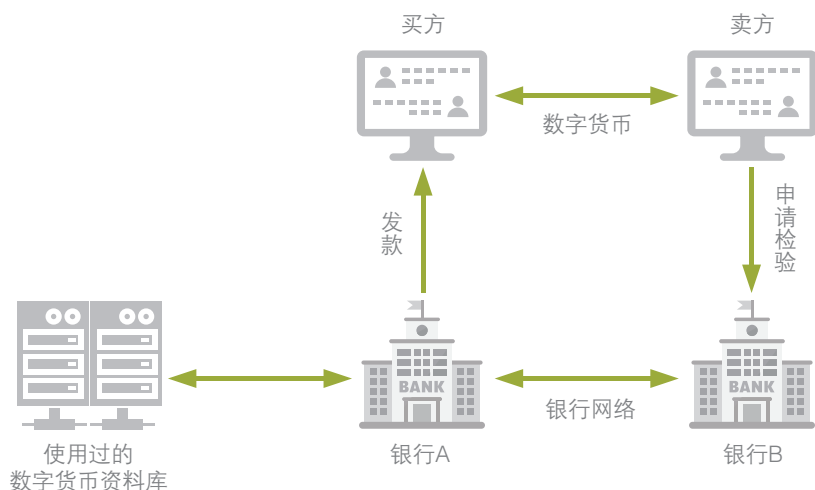 买方
卖方
数字货币
发款
申请检验
BANK
BANK
银行网络
使用过的
数字货币资料库
银行A
银行B